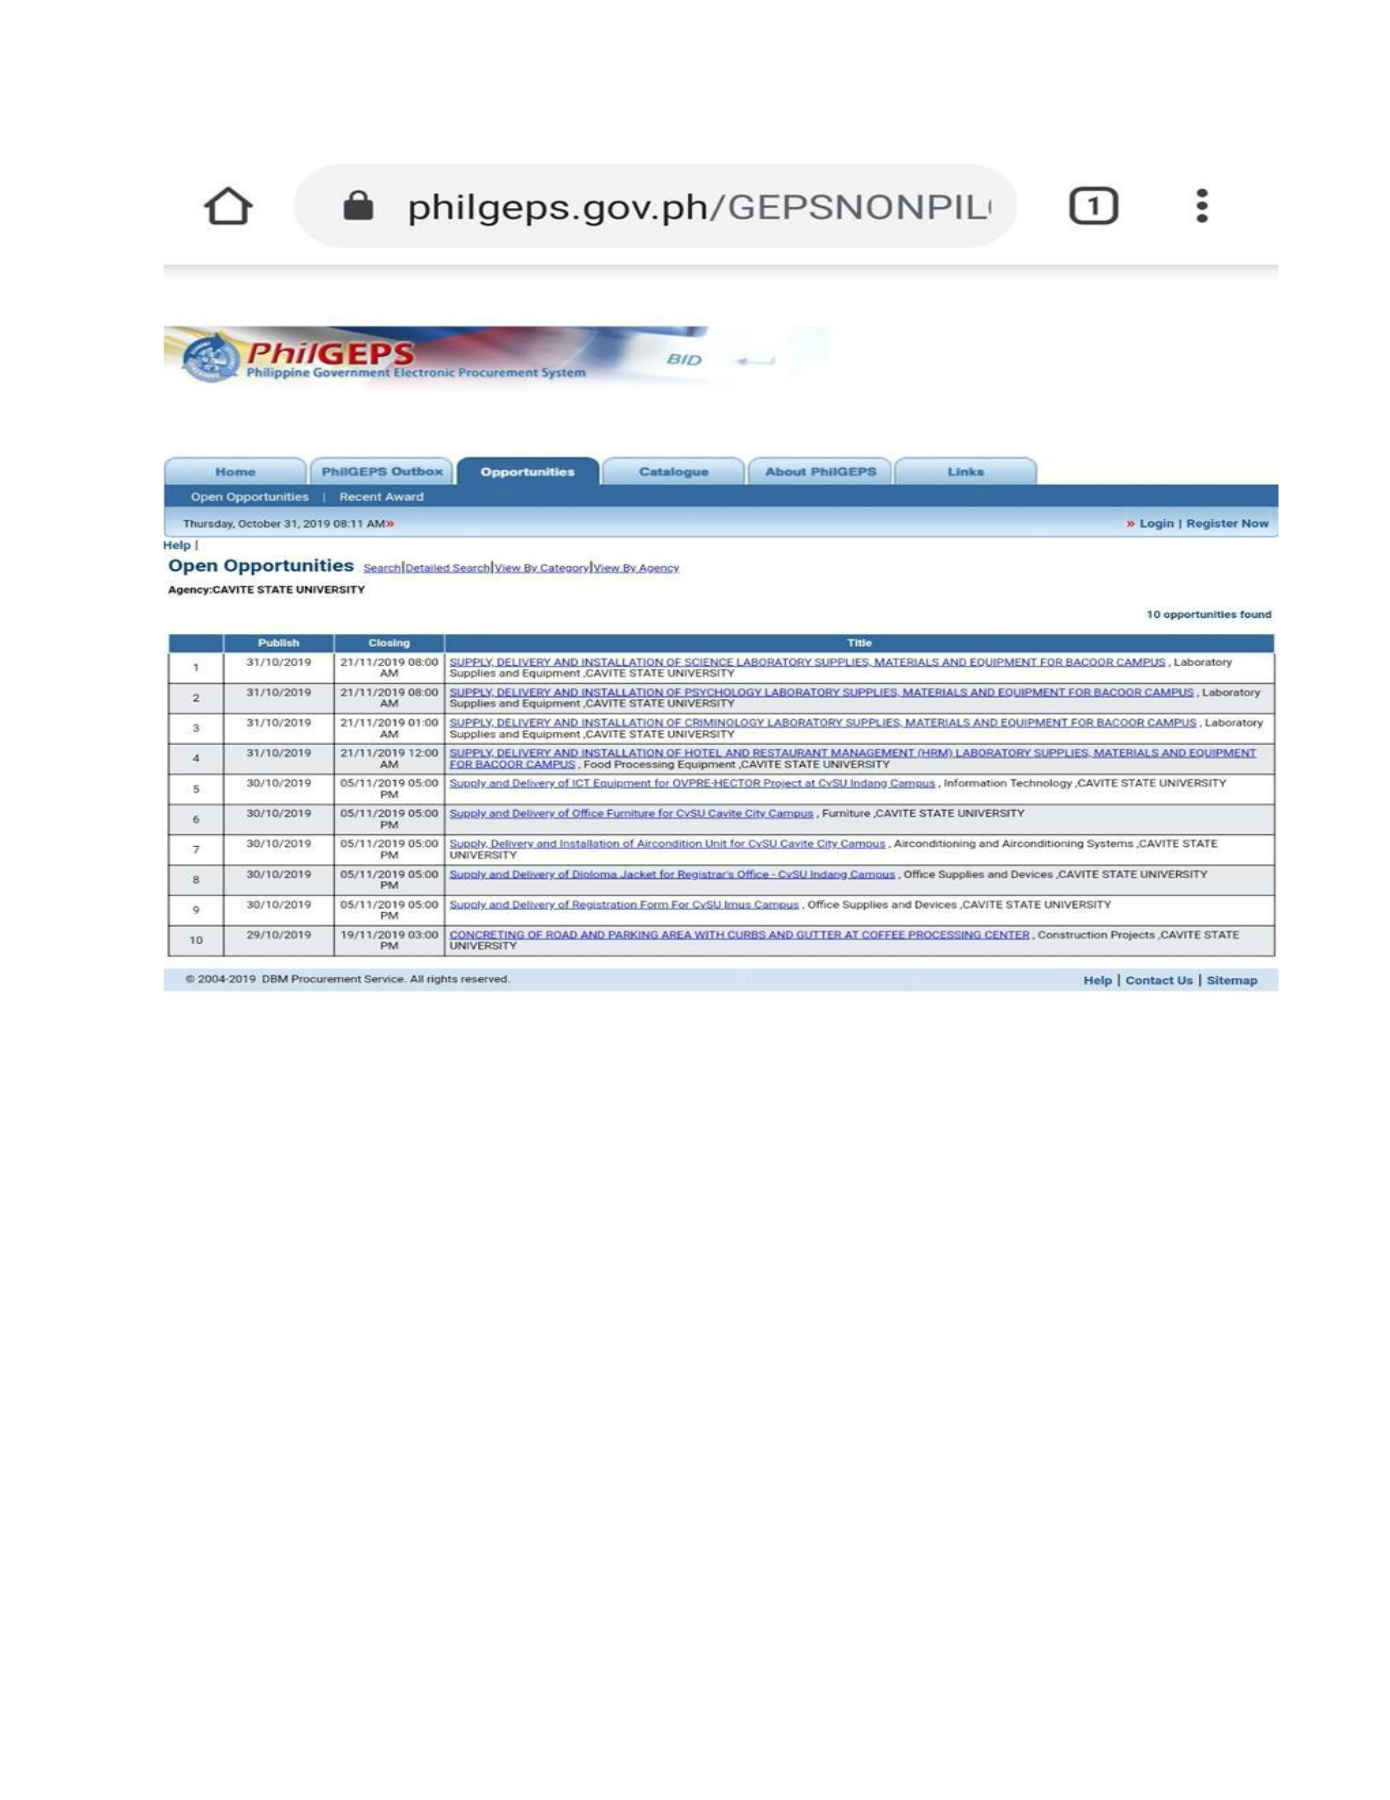 philgeps.gov.ph/GEPSNONPIL
1
PhilGEPS
Philippine Government Electronic Procurement System
BID
Home PhilGEPS Outbox Opportunities Catalogue About PhilGEPS Links
Open Opportunities | Recent Award
Thursday, October 31, 2019 08:11 AM» » Login | Register Now
Help |
Open Opportunities Search|Detailed Search|View By Category|View By Agency
Agency:CAVITE STATE UNIVERSITY
10 opportunities found
Publish Closing Title
1 31/10/2019 21/11/2019 08:00 AM SUPPLY, DELIVERY AND INSTALLATION OF SCIENCE LABORATORY SUPPLIES, MATERIALS AND EQUIPMENT FOR BACOOR CAMPUS , Laboratory
Supplies and Equipment ,CAVITE STATE UNIVERSITY
2 31/10/2019 21/11/2019 08:00 AM SUPPLY, DELIVERY AND INSTALLATION OF PSYCHOLOGY LABORATORY SUPPLIES, MATERIALS AND EQUIPMENT FOR BACOOR CAMPUS , Laboratory
Supplies and Equipment ,CAVITE STATE UNIVERSITY
3 31/10/2019 21/11/2019 01:00 AM SUPPLY, DELIVERY AND INSTALLATION OF CRIMINOLOGY LABORATORY SUPPLIES, MATERIALS AND EQUIPMENT FOR BACOOR CAMPUS , Laboratory
Supplies and Equipment ,CAVITE STATE UNIVERSITY
4 31/10/2019 21/11/2019 12:00 AM SUPPLY, DELIVERY AND INSTALLATION OF HOTEL AND RESTAURANT MANAGEMENT (HRM) LABORATORY SUPPLIES, MATERIALS AND EQUIPMENT
FOR BACOOR CAMPUS , Food Processing Equipment ,CAVITE STATE UNIVERSITY
5 30/10/2019 05/11/2019 05:00 PM Supply and Delivery of ICT Equipment for OVPRE-HECTOR Project at CvSU Indang Campus , Information Technology ,CAVITE STATE UNIVERSITY
6 30/10/2019 05/11/2019 05:00 PM Supply and Delivery of Office Furniture for CvSU Cavite City Campus , Furniture ,CAVITE STATE UNIVERSITY
7 30/10/2019 05/11/2019 05:00 PM Supply, Delivery and Installation of Aircondition Unit for CvSU Cavite City Campus , Airconditioning and Airconditioning Systems ,CAVITE STATE
UNIVERSITY
8 30/10/2019 05/11/2019 05:00 PM Supply and Delivery of Diploma Jacket for Registrar's Office - CvSU Indang Campus , Office Supplies and Devices ,CAVITE STATE UNIVERSITY
9 30/10/2019 05/11/2019 05:00 PM Supply and Delivery of Registration Form For CvSU Imus Campus , Office Supplies and Devices ,CAVITE STATE UNIVERSITY
10 29/10/2019 19/11/2019 03:00 PM CONCRETING OF ROAD AND PARKING AREA WITH CURBS AND GUTTER AT COFFEE PROCESSING CENTER , Construction Projects ,CAVITE STATE
UNIVERSITY
© 2004-2019 DBM Procurement Service. All rights reserved. Help | Contact Us | Sitemap